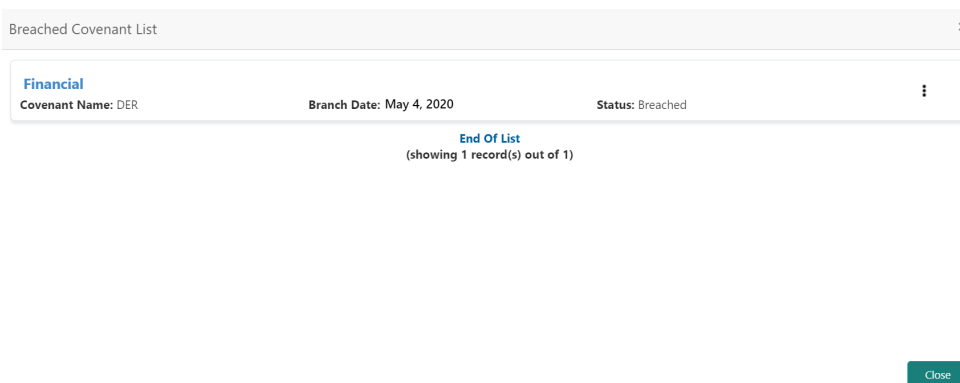 Breached Covenant List
Financial
Covenant Name: DER Branch Date: May 4, 2020 Status: Breached
End Of List
(showing 1 record(s) out of 1)
Close